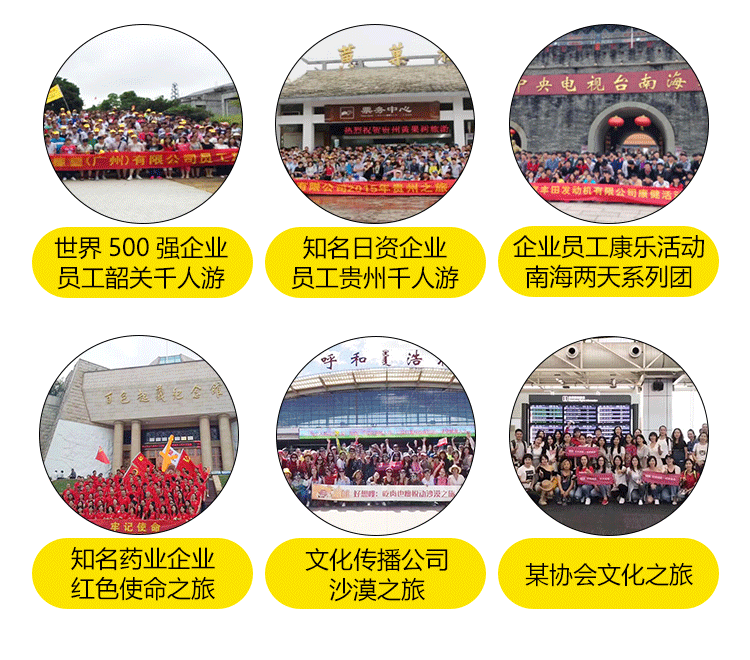 塑(广州)有限公司员工
世界 500 强企业
员工韶关千人游
黄 果
票务中心
热烈祝贺贵州黄果树旅游
有限公司2015年贵州之旅
知名日资企业
员工贵州千人游
中央电视台南海
丰田发动机有限公司康健活
企业员工康乐活动
南海两天系列团
百色起义纪念馆
牢记使命
知名药业企业
红色使命之旅
呼 和 浩
文化传播公司
沙漠之旅
某协会文化之旅